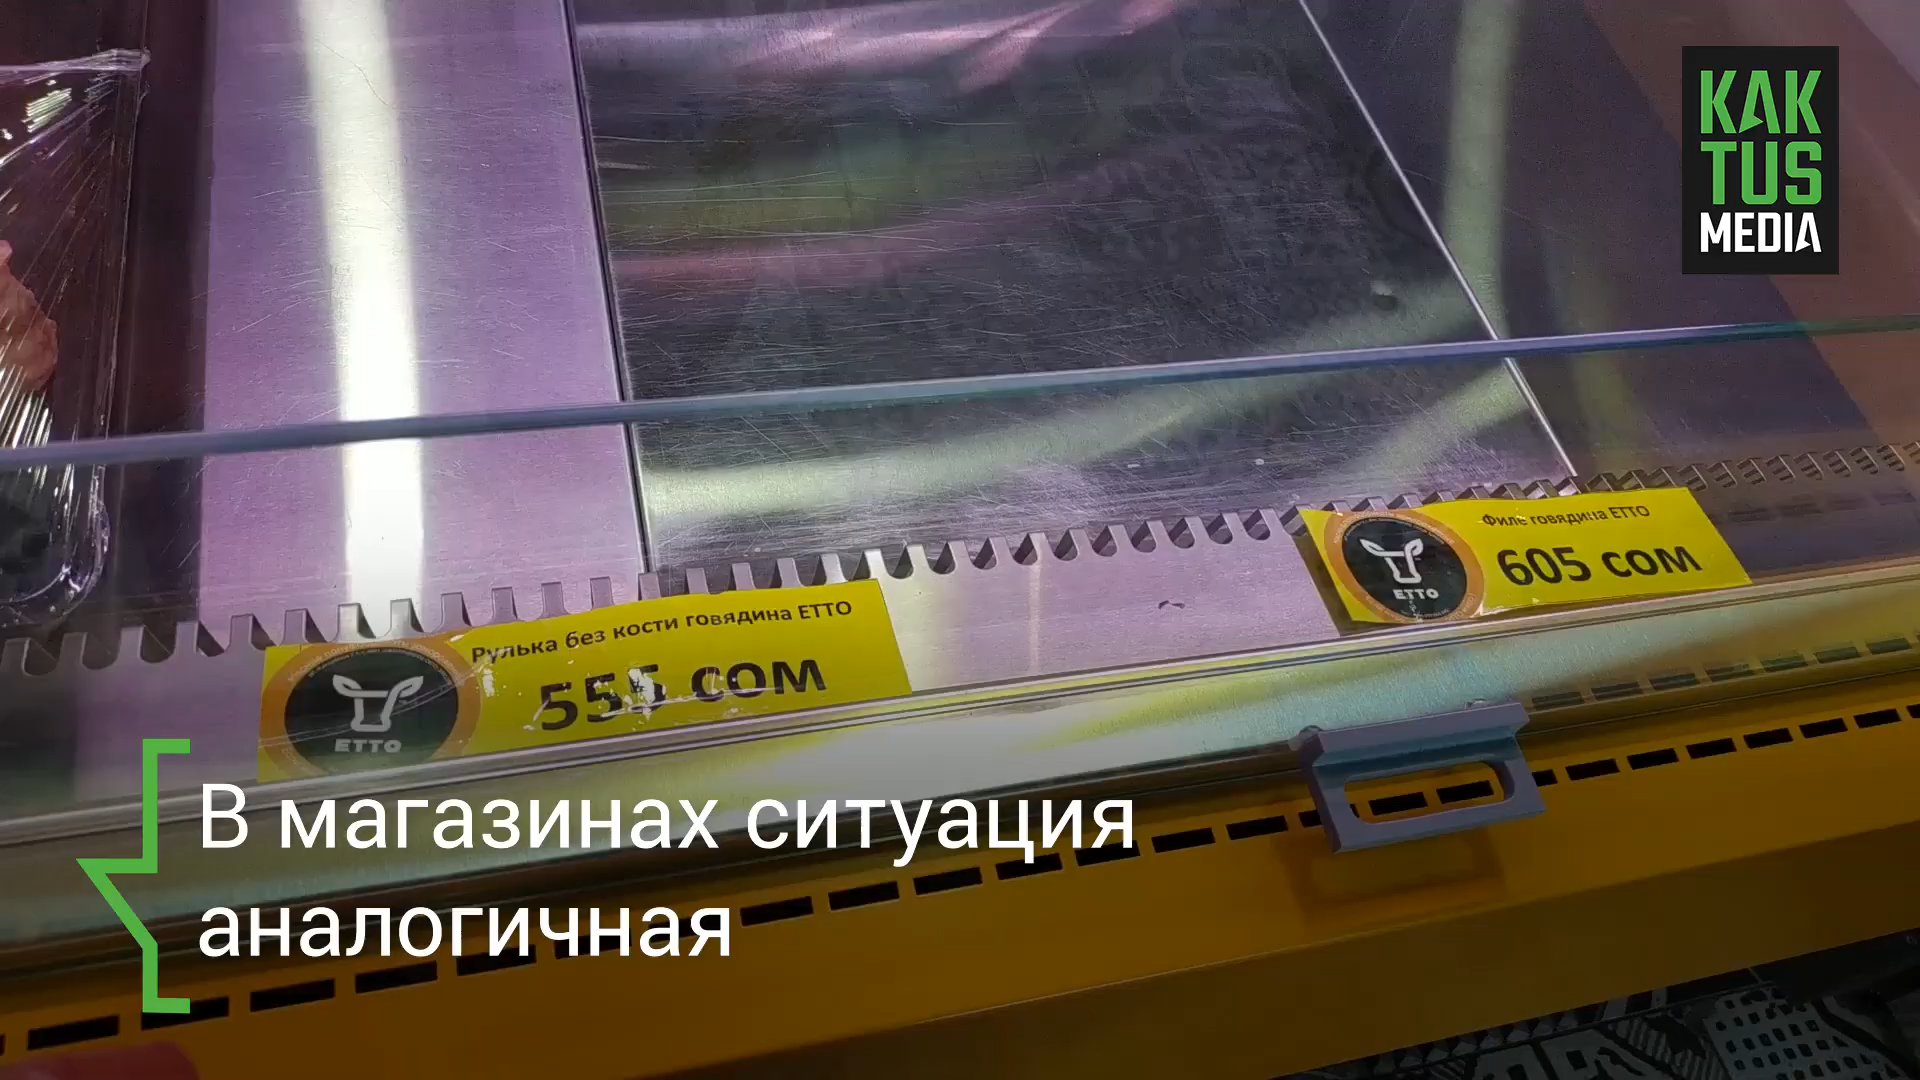 KAK
TUS
MEDIA
Филе говядина ЕТТО
605 сом
ЕТТО
Рулька без кости говядина ЕТТО
555 сом
ЕТТО
В магазинах ситуация
аналогичная